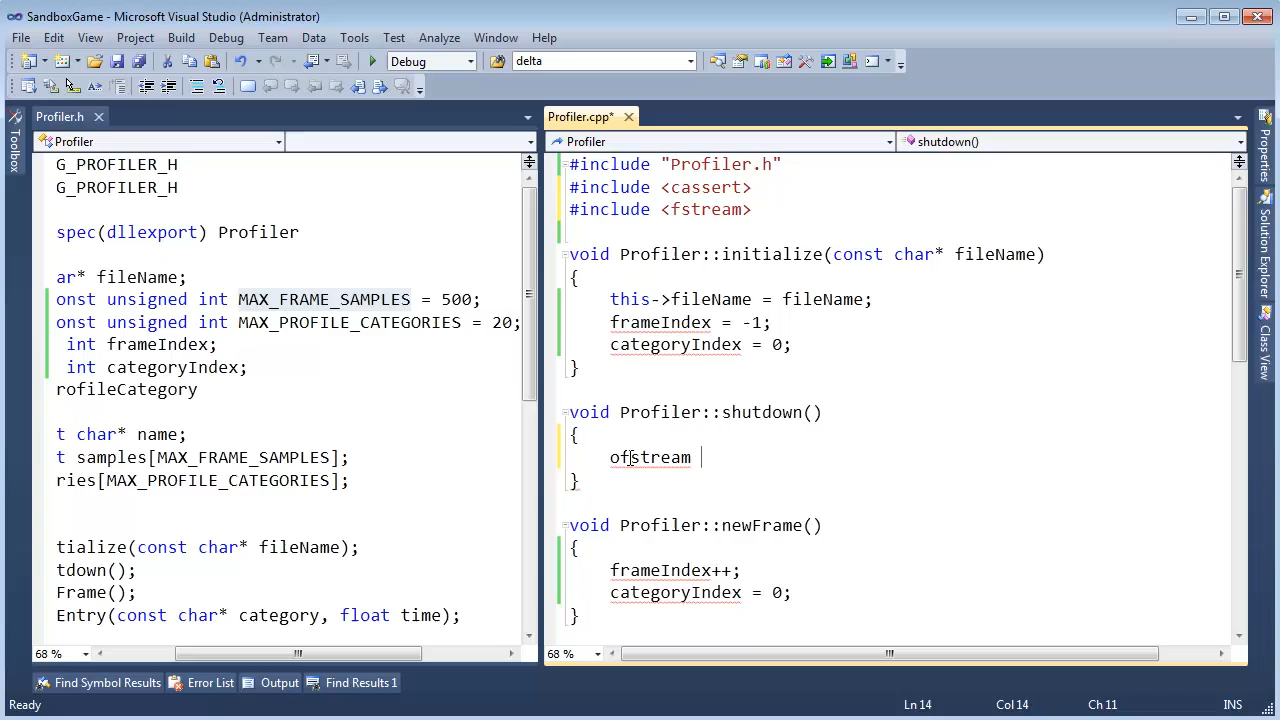 SandboxGame - Microsoft Visual Studio (Administrator)
File Edit View Project Build Debug Team Data Tools Test Analyze Window Help
Debug delta
Profiler.h
Profiler.cpp*
Profiler
Profiler shutdown()
Toolbox
G_PROFILER_H
G_PROFILER_H
spec(dllexport) Profiler
ar* fileName;
onst unsigned int MAX_FRAME_SAMPLES = 500;
onst unsigned int MAX_PROFILE_CATEGORIES = 20;
int frameIndex;
int categoryIndex;
rofileCategory
t char* name;
t samples[MAX_FRAME_SAMPLES];
ries[MAX_PROFILE_CATEGORIES];
tialize(const char* fileName);
tdown();
Frame();
Entry(const char* category, float time);
68 %
#include "Profiler.h"
#include <cassert>
#include <fstream>
void Profiler::initialize(const char* fileName)
{
this->fileName = fileName;
frameIndex = -1;
categoryIndex = 0;
}
void Profiler::shutdown()
{
ofstream
}
void Profiler::newFrame()
{
frameIndex++;
categoryIndex = 0;
}
68 %
Properties
Solution Explorer
Class View
Find Symbol Results Error List Output Find Results 1
Ready Ln 14 Col 14 Ch 11 INS